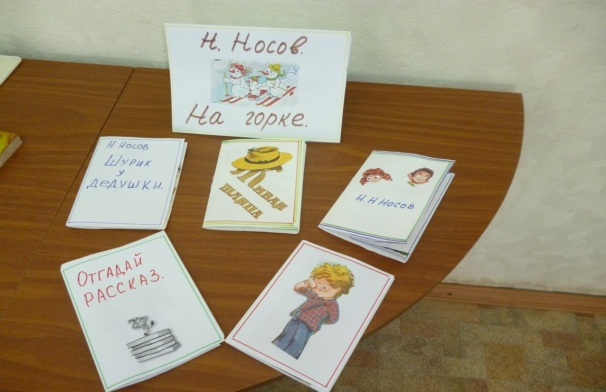 Н. Носов.
На горке.
Н Носов
Шурик
у
дедушки.
Живая
шляпа
Н.Н.Носов
Отгадай
рассказ.